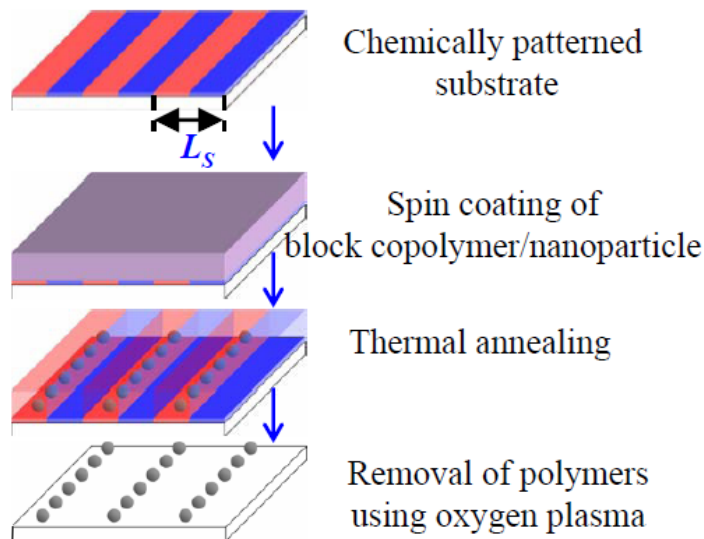 Chemically patterned
substrate
Ls
Spin coating of
block copolymer/nanoparticle
Thermal annealing
Removal of polymers
using oxygen plasma